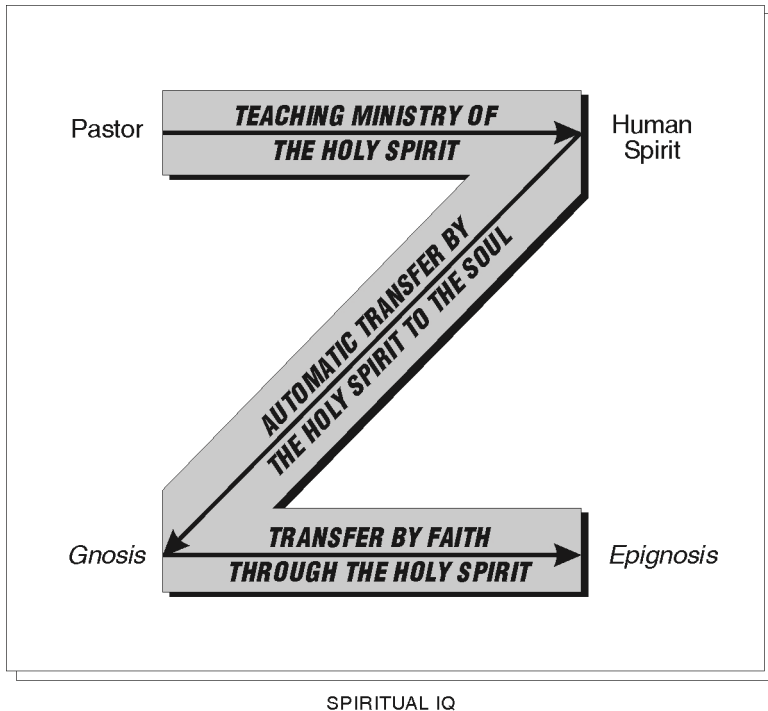 Pastor
TEACHING MINISTRY OF
THE HOLY SPIRIT
Human
Spirit
AUTOMATIC TRANSFER BY
THE HOLY SPIRIT TO THE SOUL
Gnosis
TRANSFER BY FAITH
THROUGH THE HOLY SPIRIT
Epignosis
SPIRITUAL IQ